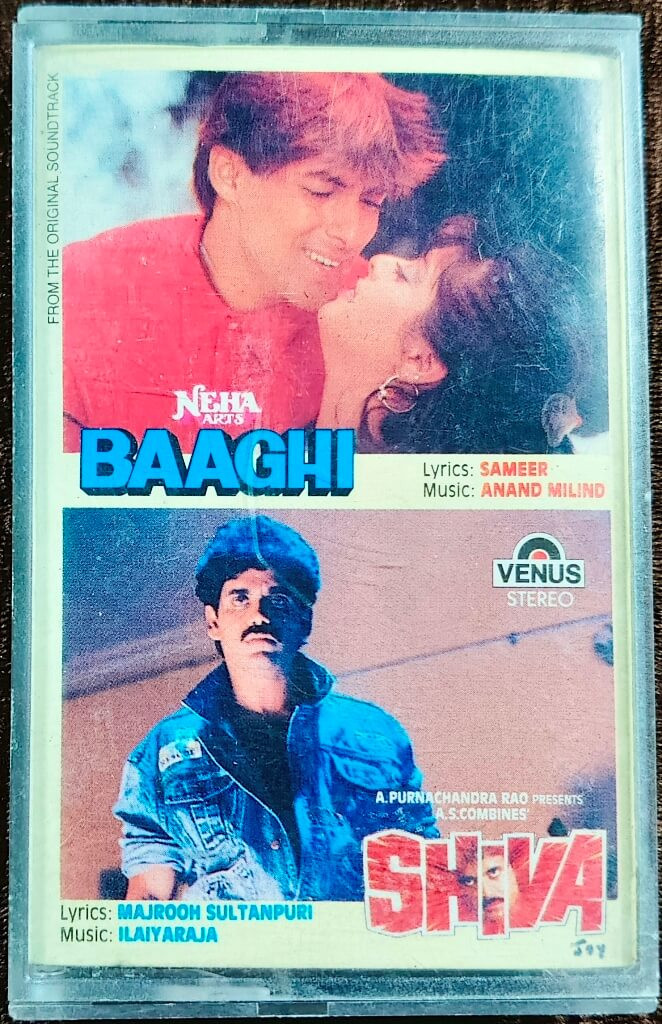 FROM THE ORIGINAL SOUNDTRACK
NEHA
ARTS
BAAGHI
Lyrics: SAMEER
Music: ANAND MILIND
VENUS
STEREO
A.PURNACHANDRA RAO PRESENTS
A.S.COMBINES'
SHIVA
Lyrics: MAJROOH SULTANPURI
Music: ILAIYARAJA